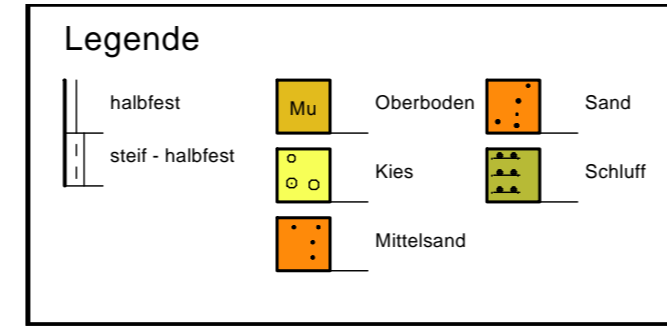 Legende
halbfest
steif - halbfest
Mu
Oberboden
Kies
Mittelsand
Sand
Schluff